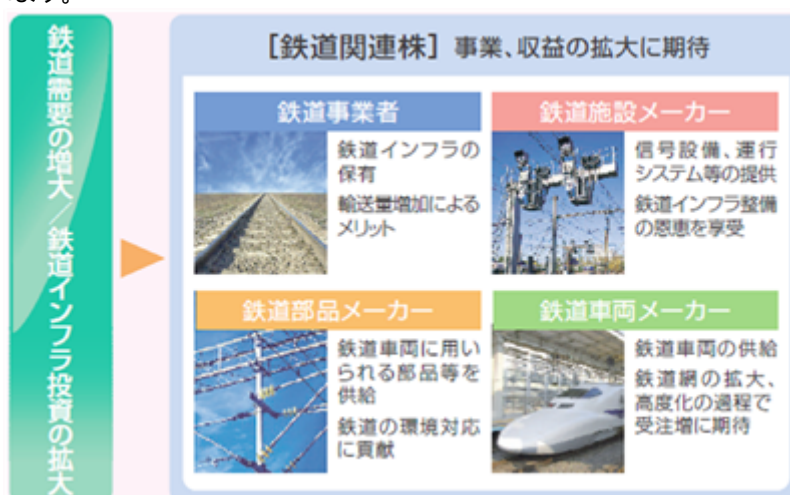 鉄道需要の増大／鉄道インフラ投資の拡大
[鉄道関連株] 事業、収益の拡大に期待
鉄道事業者
鉄道インフラの
保有
輸送量増加による
メリット
鉄道施設メーカー
信号設備、運行
システム等の提供
鉄道インフラ整備
の恩恵を享受
鉄道部品メーカー
鉄道車両に用い
られる部品等を
供給
鉄道の環境対応
に貢献
鉄道車両メーカー
鉄道車両の供給
鉄道網の拡大、
高度化の過程で
受注増に期待